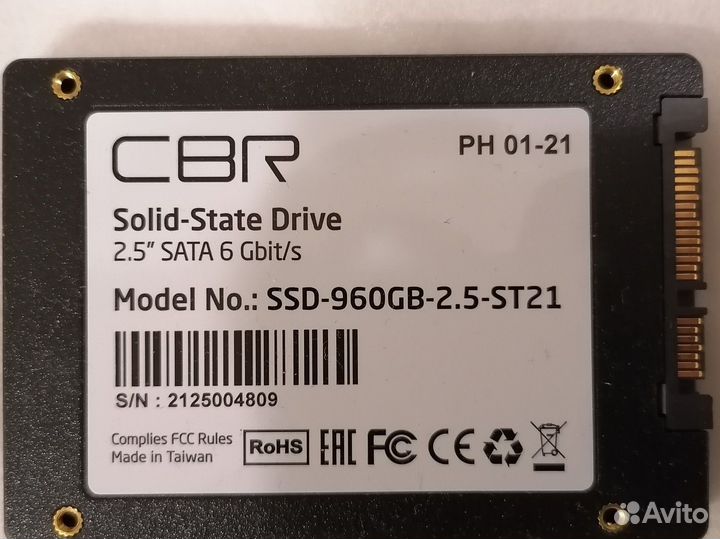 CBR
PH 01-21
Solid-State Drive
2.5” SATA 6 Gbit/s
Model No.: SSD-960GB-2.5-ST21
S/N : 2125004809
Complies FCC Rules
Made in Taiwan
RoHS EAC FC CE
Avito